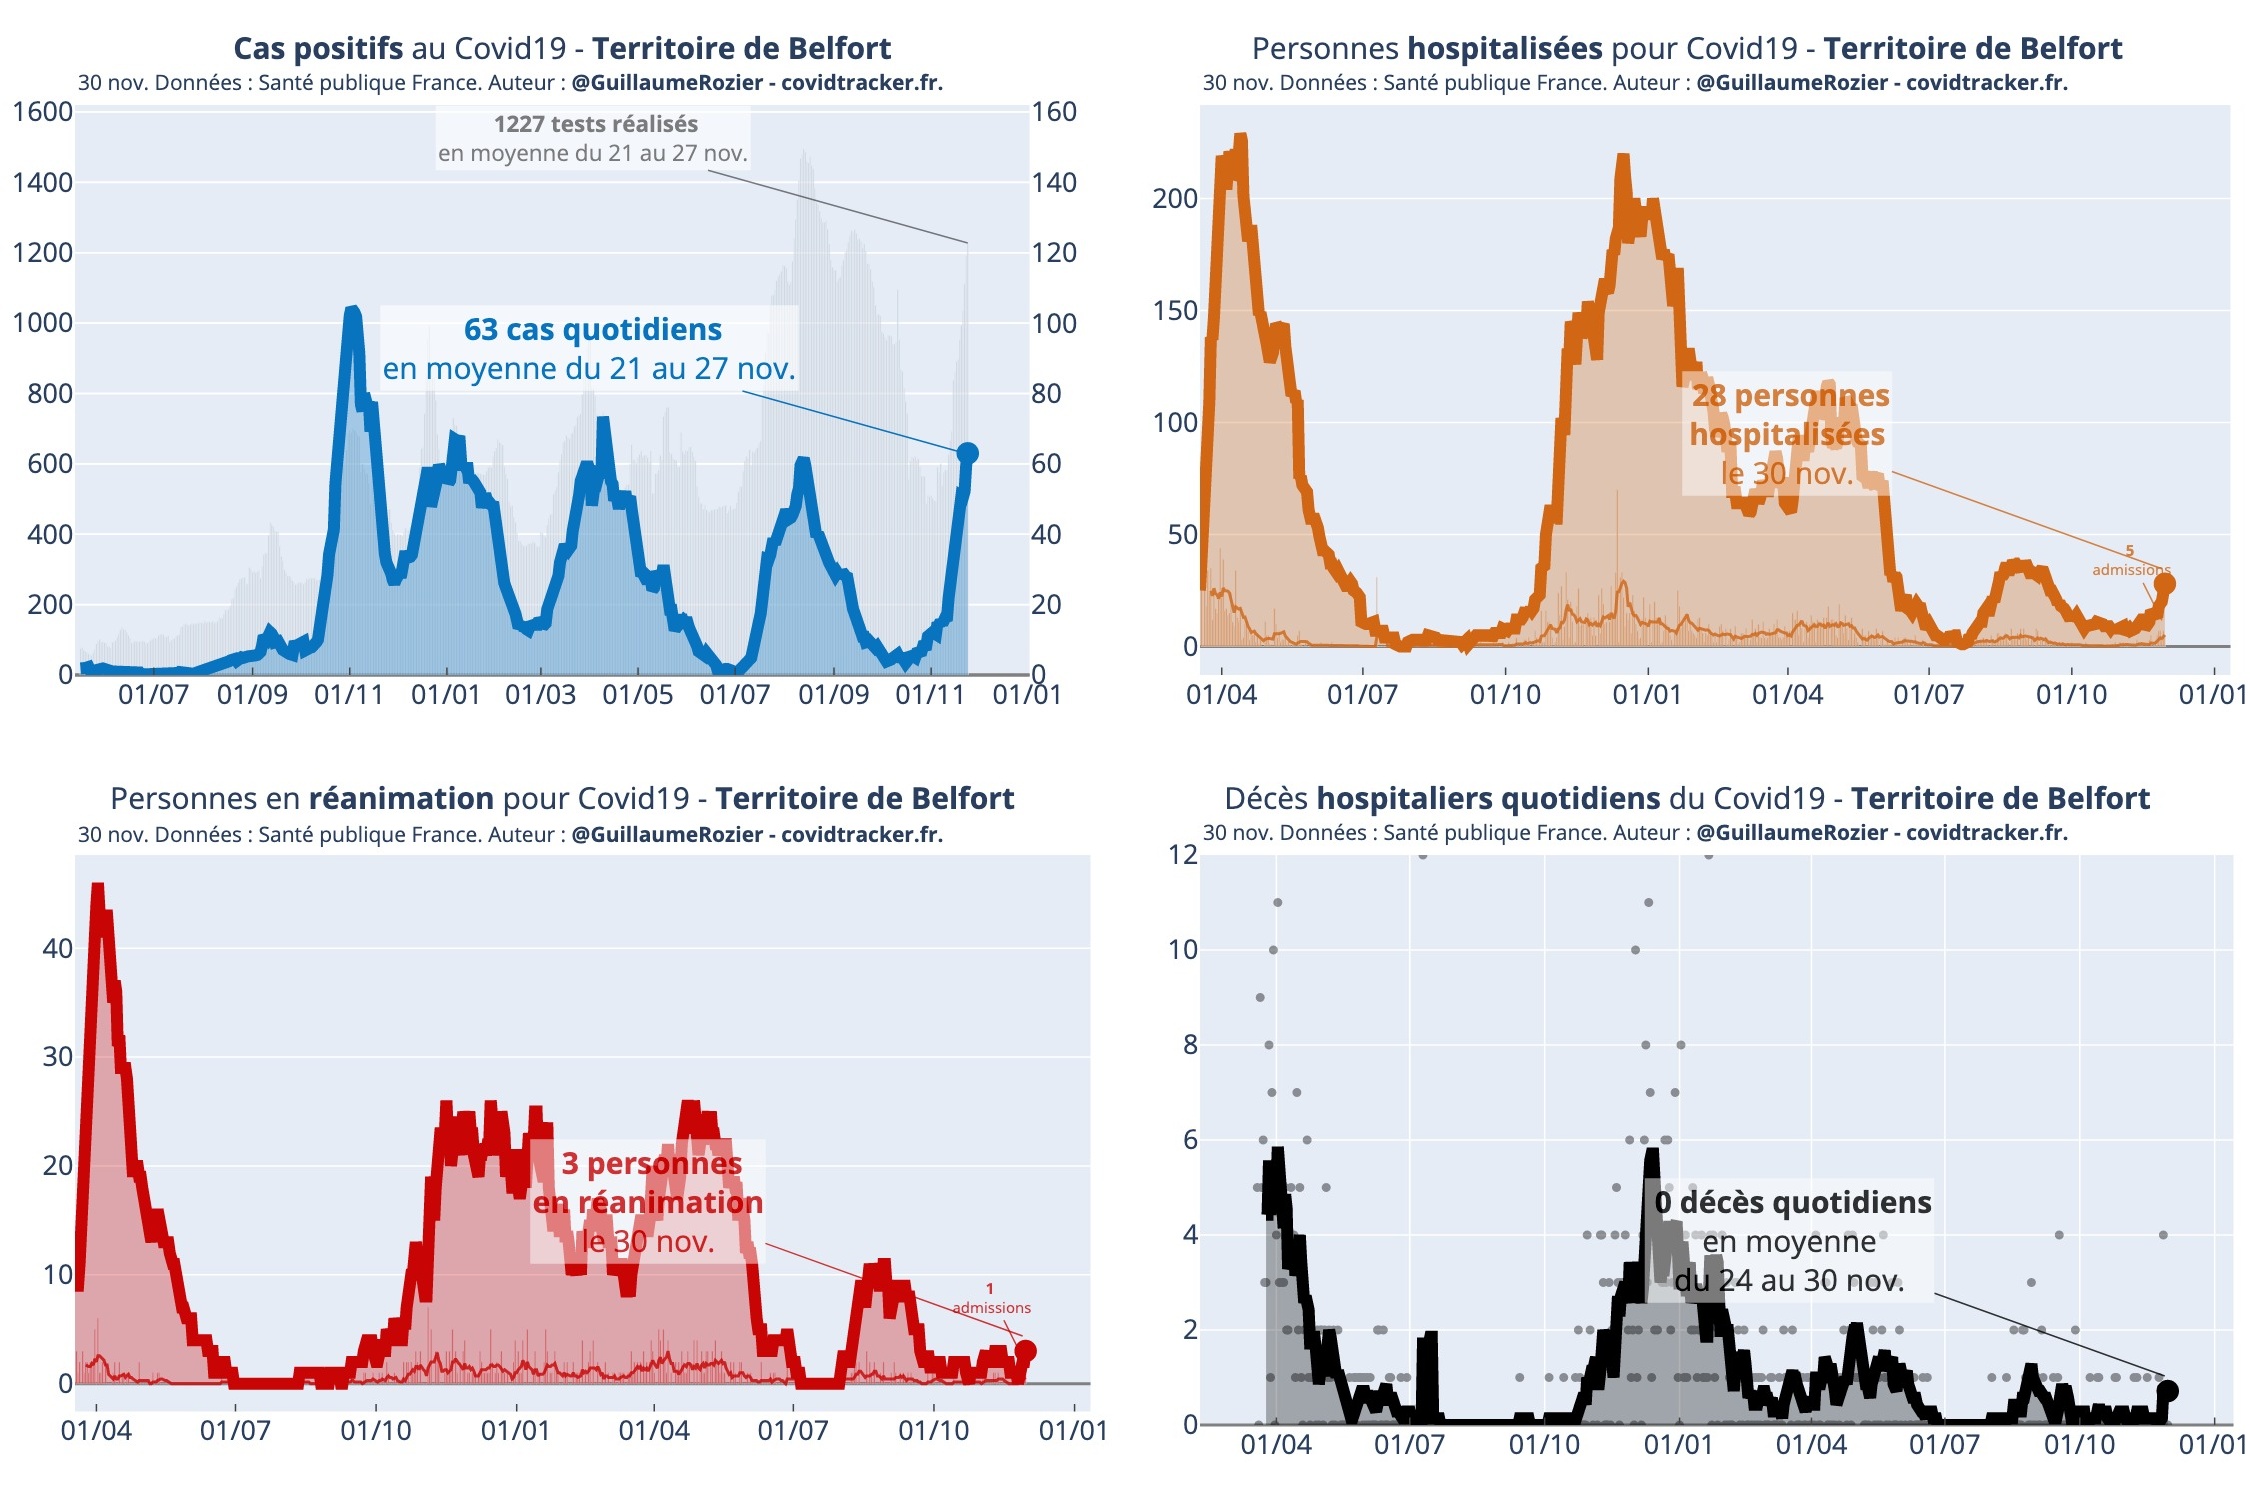 Cas positifs au Covid19 - Territoire de Belfort
30 nov. Données : Santé publique France. Auteur : @GuillaumeRozier - covidtracker.fr.
1600
1400
1200
1000
800
600
400
200
0
160
140
120
100
80
60
40
20
0
1227 tests réalisés
en moyenne du 21 au 27 nov.
63 cas quotidiens
en moyenne du 21 au 27 nov.
01/07 01/09 01/11 01/01 01/03 01/05 01/07 01/09 01/11 01/01
Personnes hospitalisées pour Covid19 - Territoire de Belfort
30 nov. Données : Santé publique France. Auteur : @GuillaumeRozier - covidtracker.fr.
200
150
100
50
0
28 personnes
hospitalisées
le 30 nov.
5
admissions
01/04 01/07 01/10 01/01 01/04 01/07 01/10 01/01
Personnes en réanimation pour Covid19 - Territoire de Belfort
30 nov. Données : Santé publique France. Auteur : @GuillaumeRozier - covidtracker.fr.
40
30
20
10
0
3 personnes
en réanimation
le 30 nov.
1
admissions
01/04 01/07 01/10 01/01 01/04 01/07 01/10 01/01
Décès hospitaliers quotidiens du Covid19 - Territoire de Belfort
30 nov. Données : Santé publique France. Auteur : @GuillaumeRozier - covidtracker.fr.
12
10
8
6
4
2
0
0 décès quotidiens
en moyenne
du 24 au 30 nov.
01/04 01/07 01/10 01/01 01/04 01/07 01/10 01/01